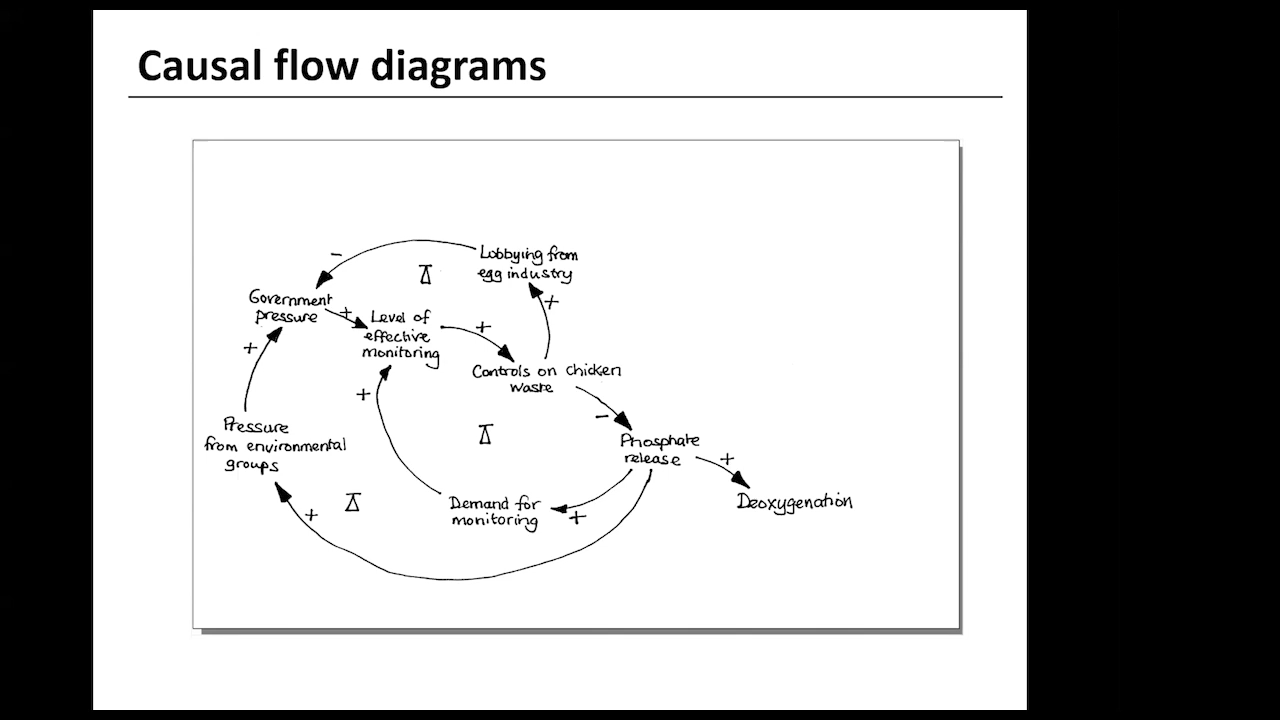 Causal flow diagrams
Lobbying from
egg industry
-
Government
pressure
+
+
Level of
effective
monitoring
+
Controls on chicken
waste
+
+
-
Pressure
from environmental
groups
Phosphate
release
+
Deoxygenation
Demand for
monitoring
+
+